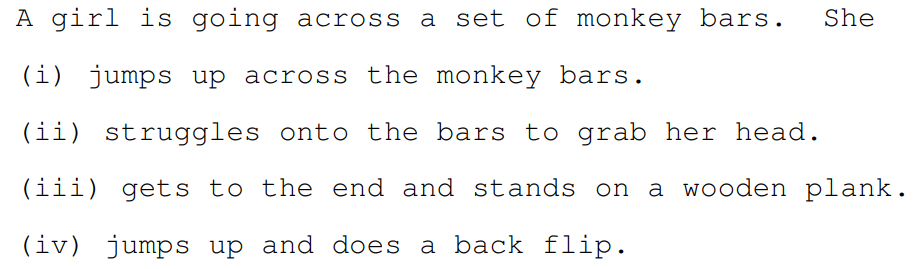 A girl is going across a set of monkey bars.  She
(i) jumps up across the monkey bars.
(ii) struggles onto the bars to grab her head.
(iii) gets to the end and stands on a wooden plank.
(iv) jumps up and does a back flip.